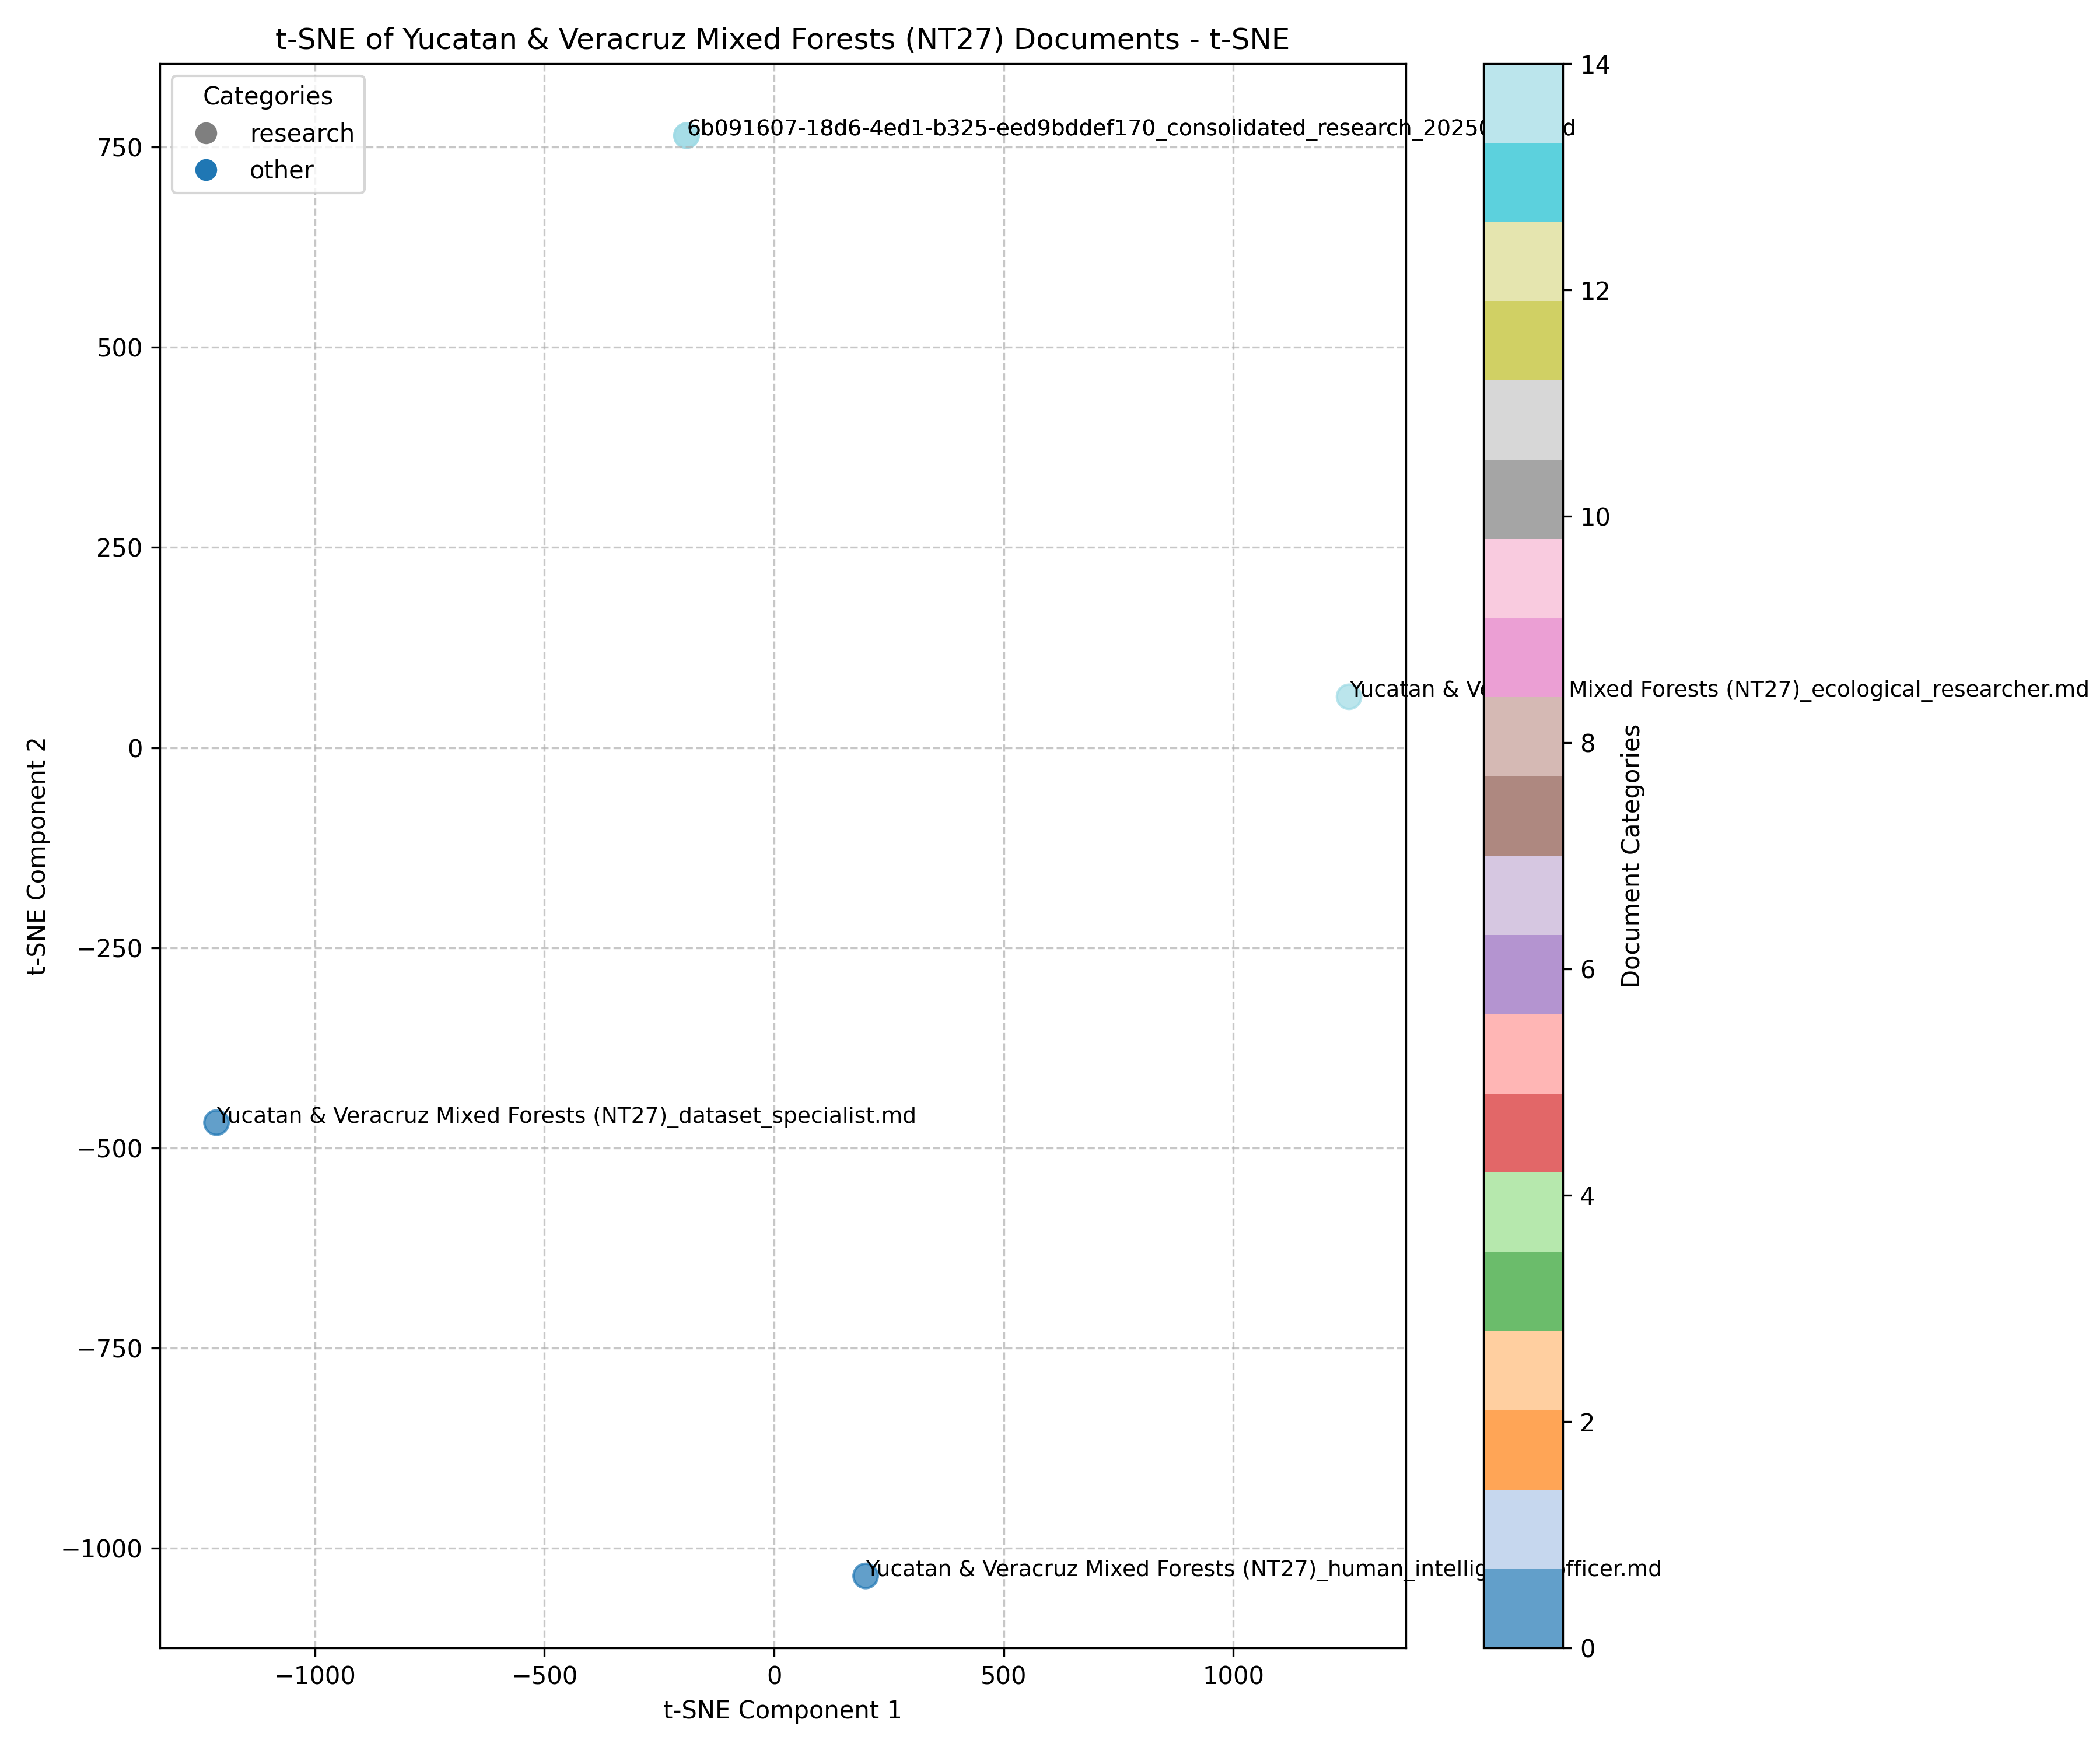 t-SNE of Yucatan & Veracruz Mixed Forests (NT27) Documents - t-SNE
Categories
research
other
6b091607-18d6-4ed1-b325-eed9bddef170_consolidated_research_2025
Yucatan & Mixed Forests (NT27)_ecological_researcher.md
Yucatan & Veracruz Mixed Forests (NT27)_dataset_specialist.md
Yucatan & Veracruz Mixed Forests (NT27)_human_intellig fficer.md
750
500
250
0
−250
−500
−750
−1000
t-SNE Component 2
−1000
−500
0
500
1000
t-SNE Component 1
14
12
10
8
6
4
2
0
Document Categories